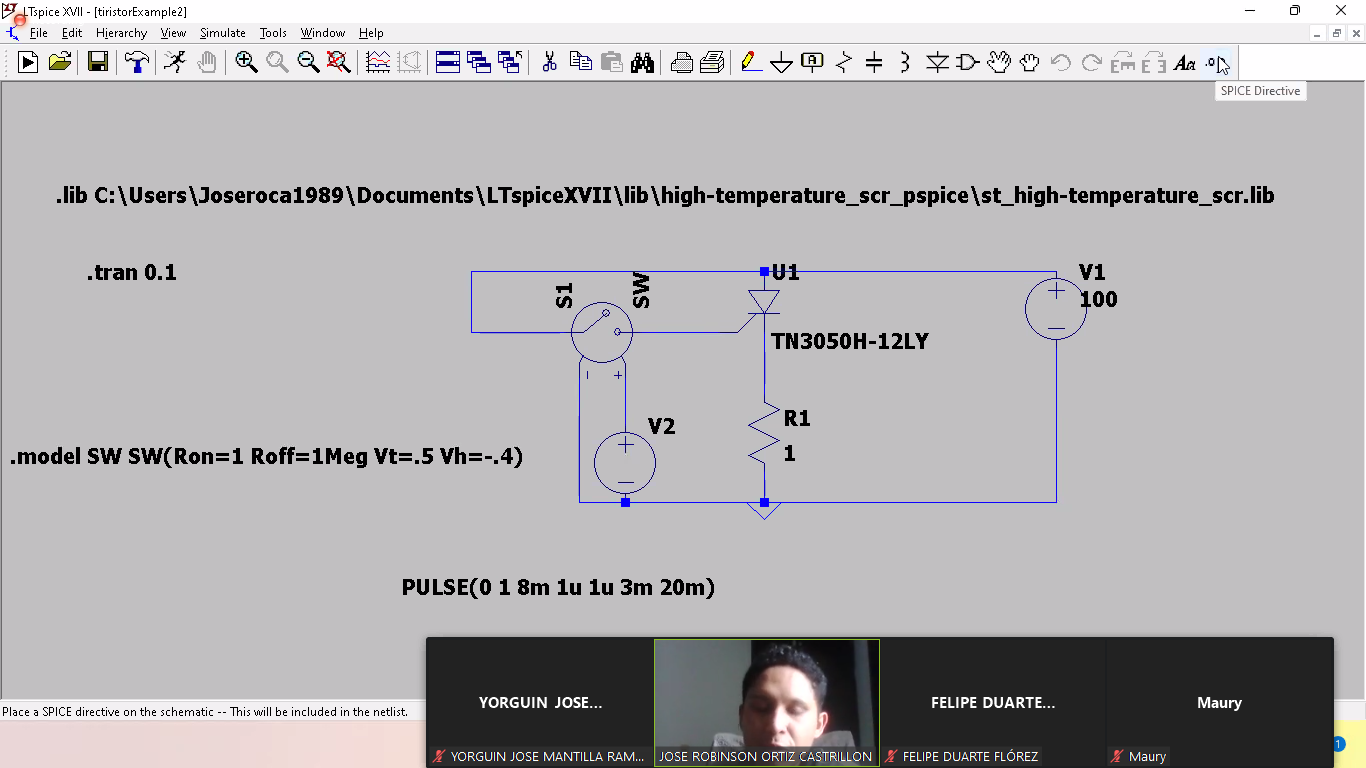 LTspice XVII - [tiristorExample2]
File Edit Hierarchy View Simulate Tools Window Help
SPICE Directive
.lib C:\Users\Joseroca1989\Documents\LTspiceXVII\lib\high-temperature_scr_pspice\st_high-temperature_scr.lib
.tran 0.1
S1
SW
U1
V1
100
TN3050H-12LY
R1
1
V2
.model SW SW(Ron=1 Roff=1Meg Vt=.5 Vh=-.4)
PULSE(0 1 8m 1u 1u 3m 20m)
Place a SPICE directive on the schematic -- This will be included in the netlist.
YORGUIN JOSE...
FELIPE DUARTE...
Maury
YORGUIN JOSE MANTILLA RAM...
JOSE ROBINSON ORTIZ CASTRILLON
FELIPE DUARTE FLÓREZ
Maury
1